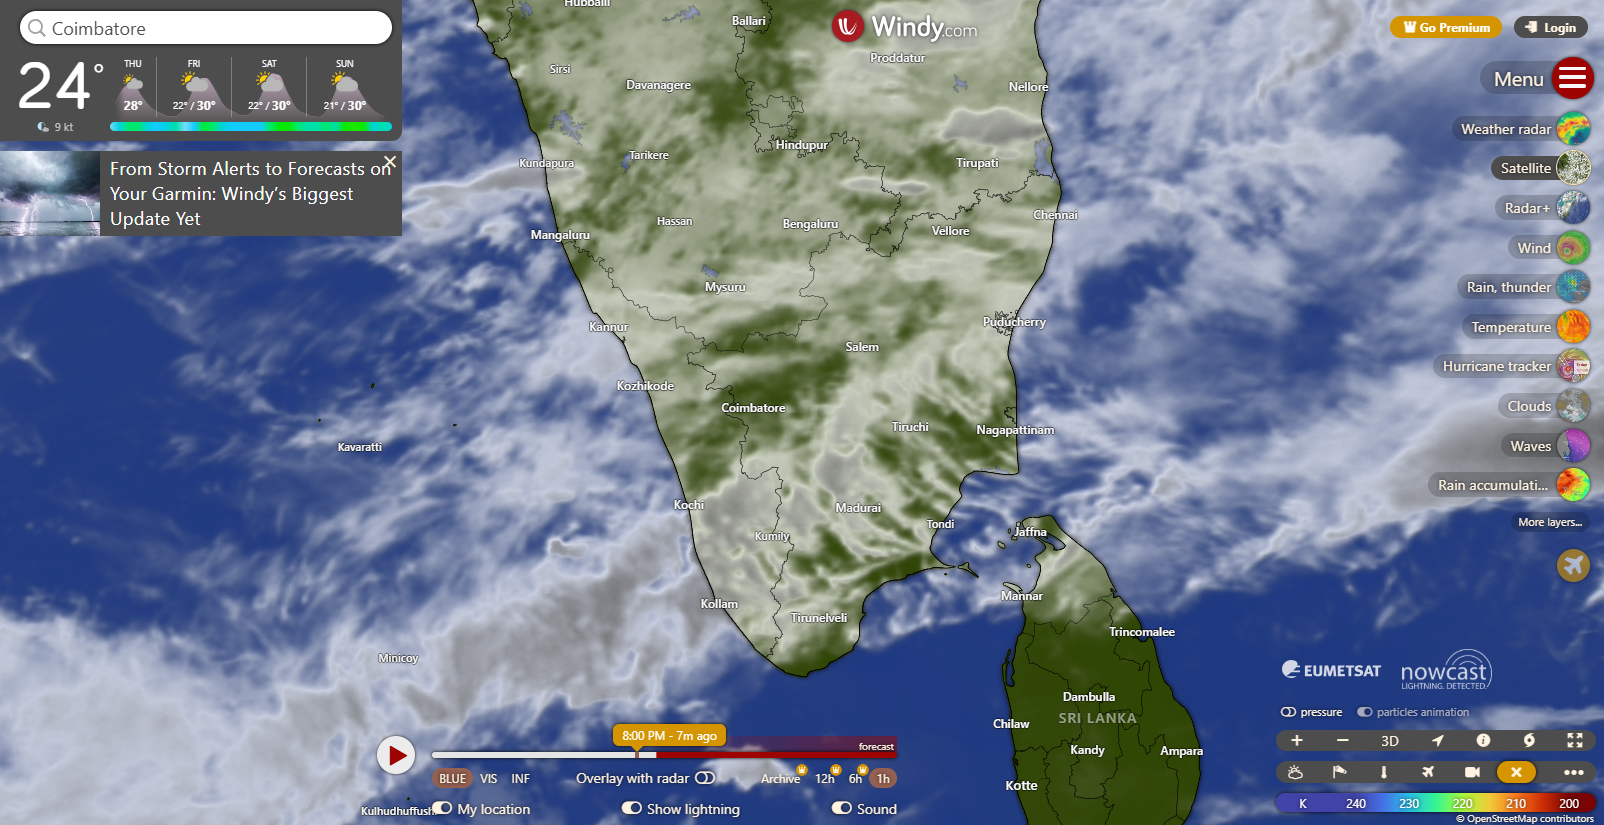 Coimbatore
24°
9 kt
THU FRI SAT SUN
28° 22° / 30° 22° / 30° 21° / 30°
From Storm Alerts to Forecasts on
Your Garmin: Windy's Biggest
Update Yet
Windy.com
Go Premium
Login
Menu
Weather radar
Satellite
Radar+
Wind
Rain, thunder
Temperature
Hurricane tracker
Clouds
Waves
Rain accumulati...
More layers...
Hubballi
Ballari
Proddatur
Sirsi
Davanagere
Nellore
Hindupur
Kundapura
Tarikere
Tirupati
Hassan
Bengaluru
Chennai
Mangaluru
Vellore
Mysuru
Kannur
Puducherry
Salem
Kozhikode
Coimbatore
Tiruchi
Nagapattinam
Kavaratti
Kochi
Madurai
Kumily
Tondi
Jaffna
Mannar
Kollam
Tirunelveli
Trincomalee
Minicoy
Dambulla
SRI LANKA
Chilaw
Kandy
Ampara
Kotte
Kulhudhuffush
EUMETSAT
nowcast
LIGHTNING. DETECTED.
pressure
particles animation
3D
K 240 230 220 210 200
© OpenStreetMap contributors
8:00 PM - 7m ago
forecast
BLUE VIS INF
Overlay with radar
Archive 12h 6h 1h
My location
Show lightning
Sound